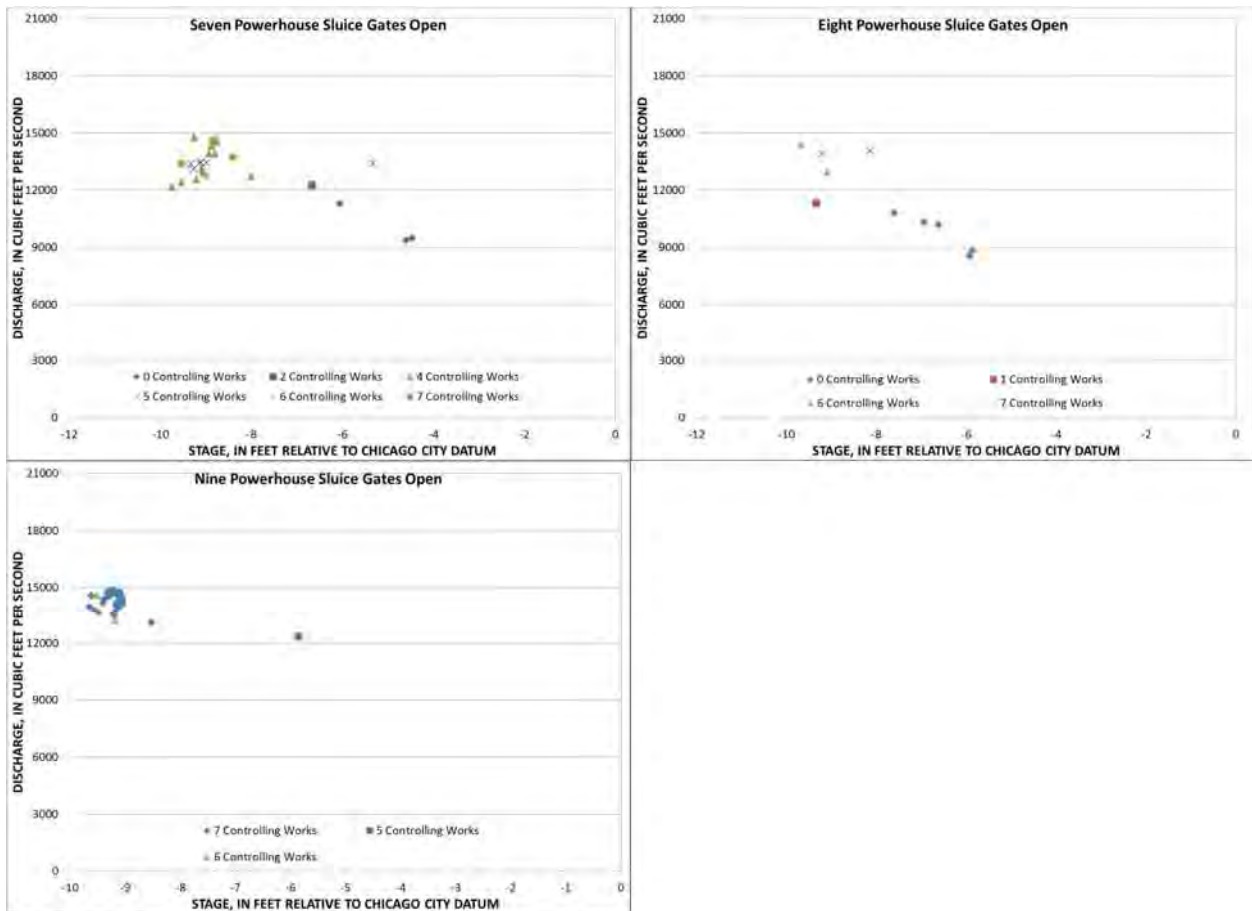 Seven Powerhouse Sluice Gates Open
21000
18000
15000
12000
9000
6000
3000
0
DISCHARGE, IN CUBIC FEET PER SECOND
0 Controlling Works
2 Controlling Works
4 Controlling Works
5 Controlling Works
6 Controlling Works
7 Controlling Works
-12 -10 -8 -6 -4 -2 0
STAGE, IN FEET RELATIVE TO CHICAGO CITY DATUM
Eight Powerhouse Sluice Gates Open
21000
18000
15000
12000
9000
6000
3000
0
DISCHARGE, IN CUBIC FEET PER SECOND
0 Controlling Works
1 Controlling Works
6 Controlling Works
7 Controlling Works
-12 -10 -8 -6 -4 -2 0
STAGE, IN FEET RELATIVE TO CHICAGO CITY DATUM
Nine Powerhouse Sluice Gates Open
21000
18000
15000
12000
9000
6000
3000
0
DISCHARGE, IN CUBIC FEET PER SECOND
7 Controlling Works
5 Controlling Works
6 Controlling Works
-10 -9 -8 -7 -6 -5 -4 -3 -2 -1 0
STAGE, IN FEET RELATIVE TO CHICAGO CITY DATUM